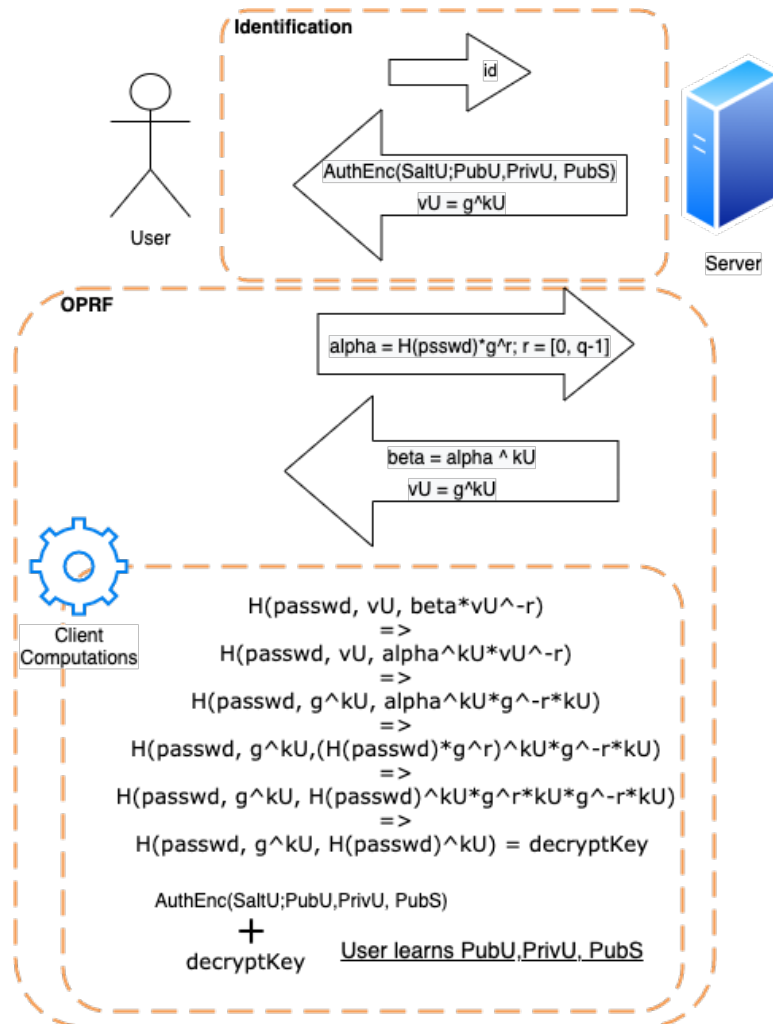 Identification
id
AuthEnc(SaltU;PubU,PrivU, PubS)
vU = g^kU
User
Server
OPRF
alpha = H(psswd)*g^r; r = [0, q-1]
beta = alpha ^ kU
vU = g^kU
Client
Computations
H(passwd, vU, beta*vU^-r)
=>
H(passwd, vU, alpha^kU*vU^-r)
=>
H(passwd, g^kU, alpha^kU*g^-r*kU)
=>
H(passwd, g^kU,(H(passwd)*g^r)^kU*g^-r*kU)
=>
H(passwd, g^kU, H(passwd)^kU*g^r*kU*g^-r*kU)
=>
H(passwd, g^kU, H(passwd)^kU) = decryptKey
AuthEnc(SaltU;PubU,PrivU, PubS)
+
decryptKey
User learns PubU,PrivU, PubS